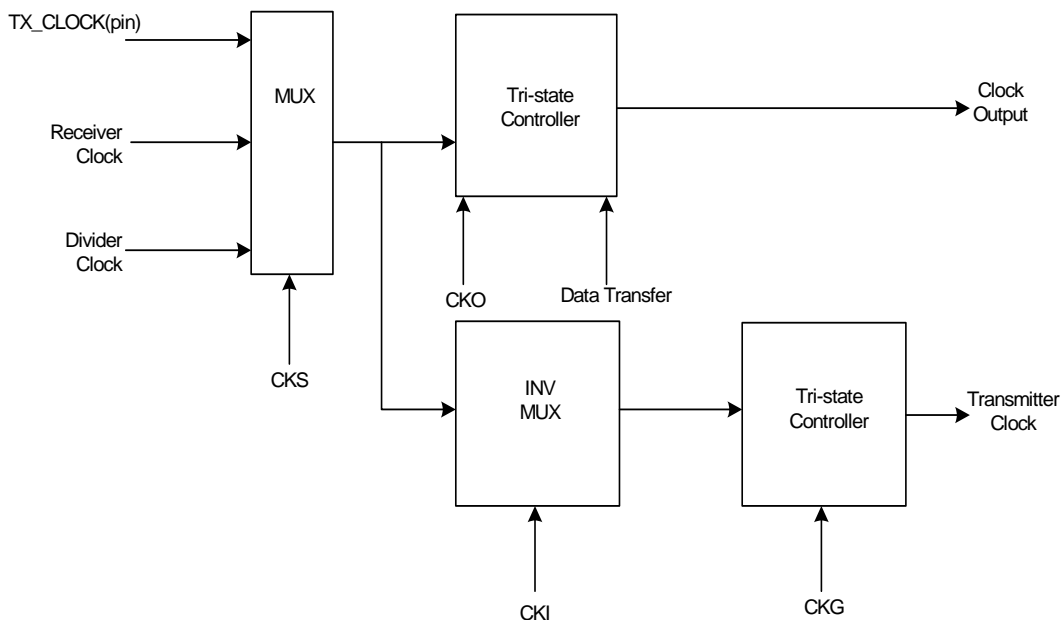 TX_CLOCK(pin)
MUX
Receiver
Clock
Divider
Clock
CKS
Tri-state
Controller
Clock
Output
CKO
Data Transfer
INV
MUX
Tri-state
Controller
Transmitter
Clock
CKI
CKG